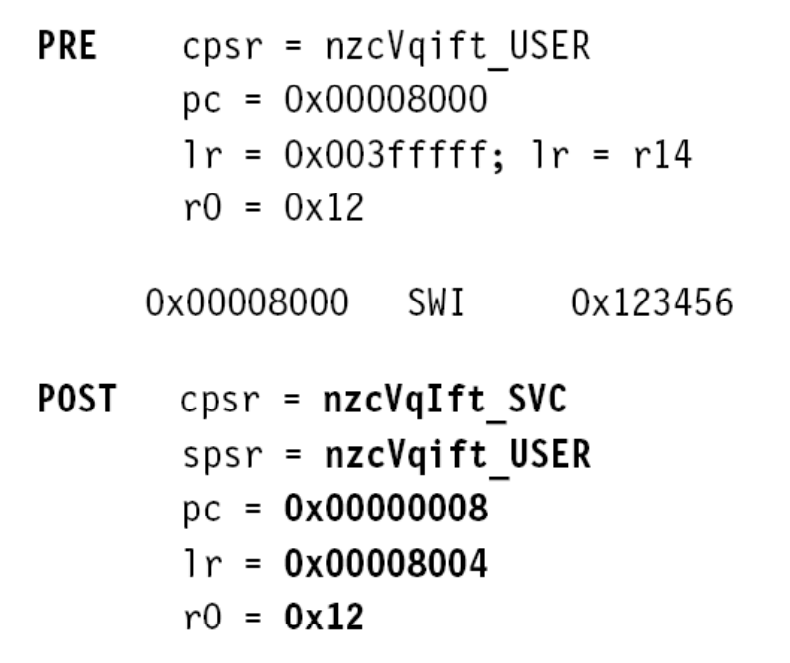 PRE cpsr = nzcVqift_USER
pc = 0x00008000
lr = 0x003fffff; lr = r14
r0 = 0x12
0x00008000 SWI 0x123456
POST cpsr = nzcVqIft_SVC
spsr = nzcVqift_USER
pc = 0x00000008
lr = 0x00008004
r0 = 0x12